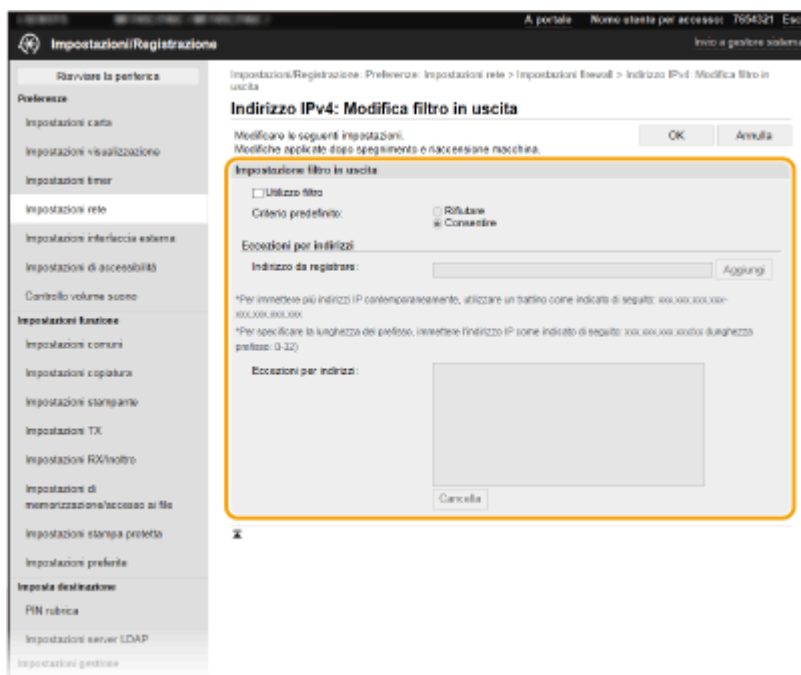 A portale Nome utente per accesso: 7654321 Esc
Impostazioni/Registrazione
Invio a gestore sistema
Riavviare la periferica
Preferenze
Impostazioni carta
Impostazioni visualizzazione
Impostazioni timer
Impostazioni rete
Impostazioni interfaccia esterna
Impostazioni di accessibilità
Controllo volume suono
Impostazioni funzione
Impostazioni comuni
Impostazioni copiatura
Impostazioni stampante
Impostazioni TX
Impostazioni RX/Inoltro
Impostazioni di
memorizzazione/accesso ai file
Impostazioni stampa protetta
Impostazioni preferite
Imposta destinazione
PIN rubrica
Impostazioni server LDAP
Impostazioni gestione
Impostazioni/Registrazione: Preferenze: Impostazioni rete > Impostazioni firewall > Indirizzo IPv4: Modifica filtro in
uscita
Indirizzo IPv4: Modifica filtro in uscita
Modificare le seguenti impostazioni.
Modifiche applicate dopo spegnimento e riaccensione macchina.
OK Annulla
Impostazione filtro in uscita
Utilizzo filtro
Criterio predefinito:
Rifiutare
Consentire
Eccezioni per indirizzi
Indirizzo da registrare:
Aggiungi
*Per immettere più indirizzi IP contemporaneamente, utilizzare un trattino come indicato di seguito: xxx.xxx.xxx.xxx-
xxx.xxx.xxx.xxx
*Per specificare la lunghezza del prefisso, immettere l'indirizzo IP come indicato di seguito: xxx.xxx.xxx.xxx/xx (lunghezza
prefisso: 0-32)
Eccezioni per indirizzi:
Cancella